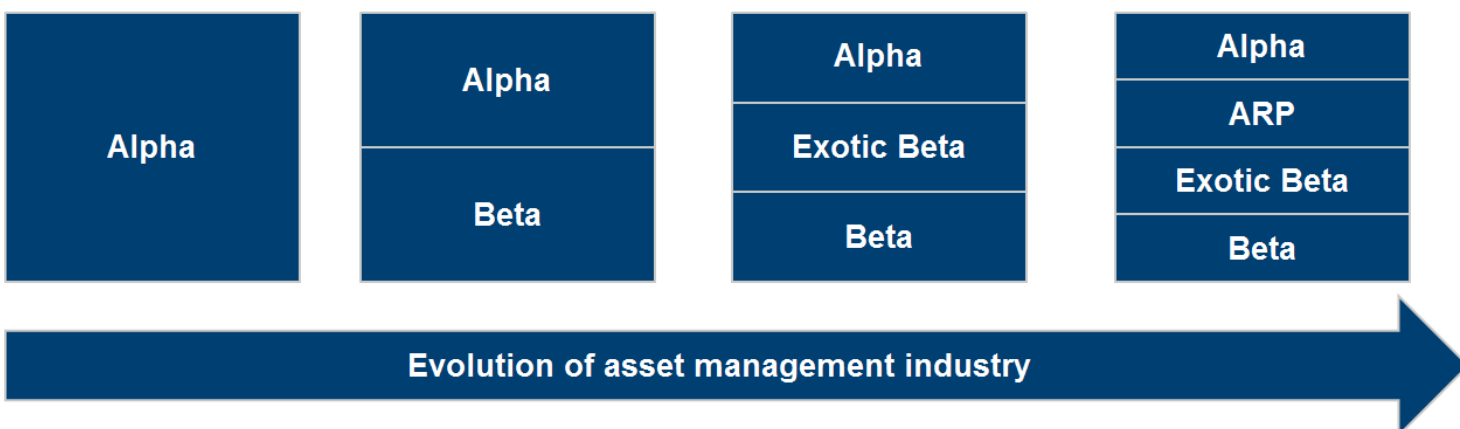 Alpha
Alpha
Beta
Alpha
Exotic Beta
Beta
Alpha
ARP
Exotic Beta
Beta
Evolution of asset management industry